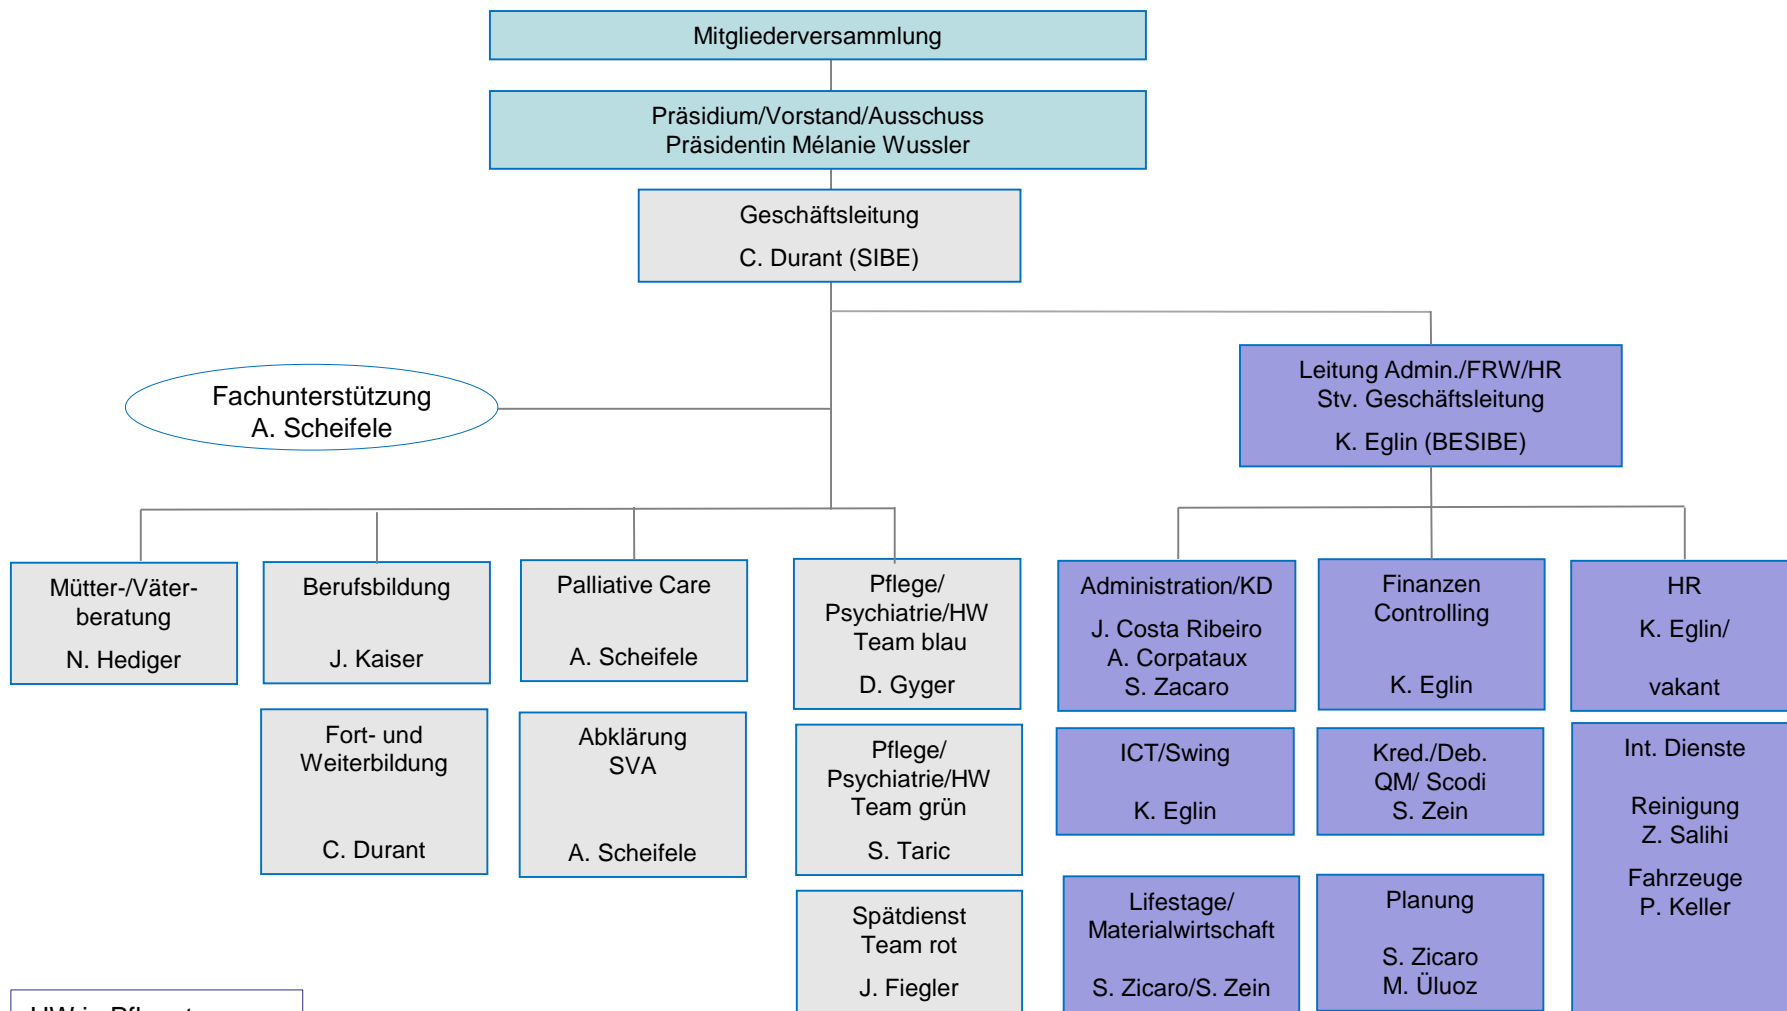 Mitgliederversammlung
Präsidium/Vorstand/Ausschuss
Präsidentin Mélanie Wussler
Geschäftsleitung
C. Durant (SIBE)
Fachunterstützung
A. Scheifele
Leitung Admin./FRW/HR
Stv. Geschäftsleitung
K. Eglin (BESIBE)
Mütter-/Väter-
beratung
N. Hediger
Berufsbildung
J. Kaiser
Palliative Care
A. Scheifele
Pflege/
Psychiatrie/HW
Team blau
D. Gyger
Administration/KD
J. Costa Ribeiro
A. Corpataux
S. Zacaro
Finanzen
Controlling
K. Eglin
HR
K. Eglin/
vakant
Fort- und
Weiterbildung
C. Durant
Abklärung
SVA
A. Scheifele
Pflege/
Psychiatrie/HW
Team grün
S. Taric
ICT/Swing
K. Eglin
Kred./Deb.
QM/ Scodi
S. Zein
Int. Dienste
Reinigung
Z. Salihi
Fahrzeuge
P. Keller
Spätdienst
Team rot
J. Fiegler
Lifestage/
Materialwirtschaft
S. Zicaro/S. Zein
Planung
S. Zicaro
M. Üluoz